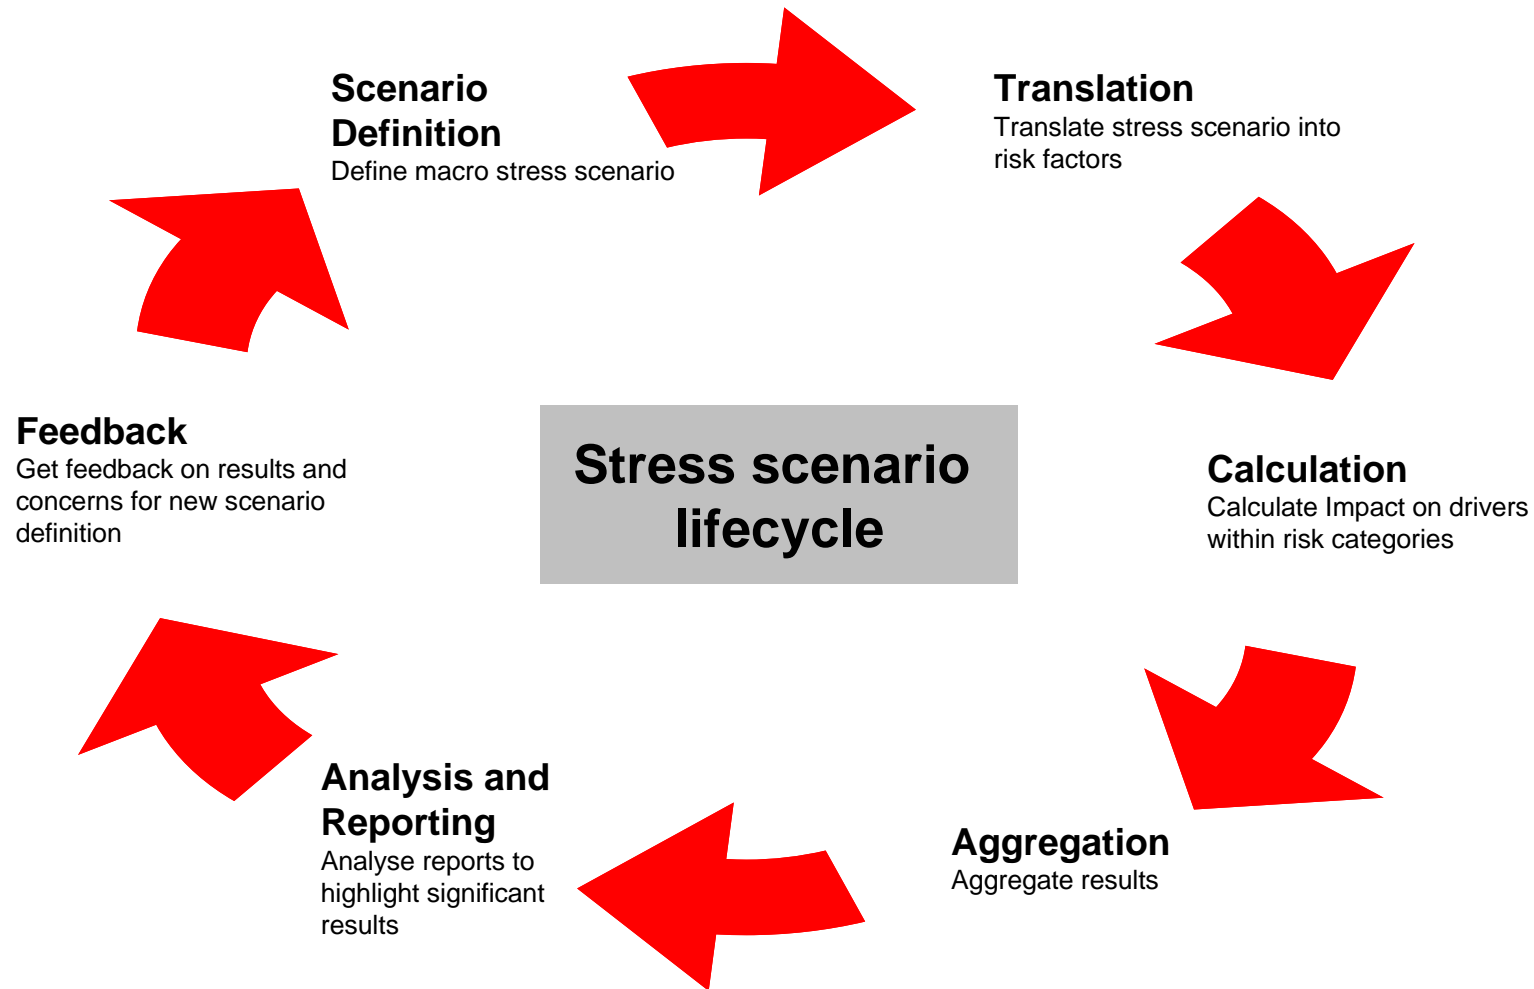 Scenario
Definition
Define macro stress scenario
Translation
Translate stress scenario into
risk factors
Calculation
Calculate Impact on drivers
within risk categories
Aggregation
Aggregate results
Analysis and
Reporting
Analyse reports to
highlight significant
results
Feedback
Get feedback on results and
concerns for new scenario
definition
Stress scenario
lifecycle